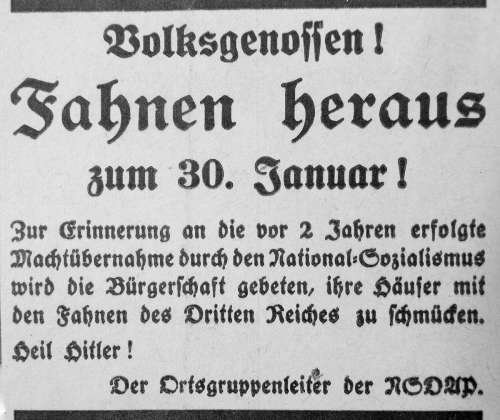 Volksgenossen!
Fahnen heraus
zum 30. Januar!
Zur Erinnerung an die vor 2 Jahren erfolgte
Machtübernahme durch den National-Sozialismus
wird die Bürgerschaft gebeten, ihre Häuser mit
den Fahnen des Dritten Reiches zu schmücken.
Heil Hitler!
Der Ortsgruppenleiter der NSDAP.